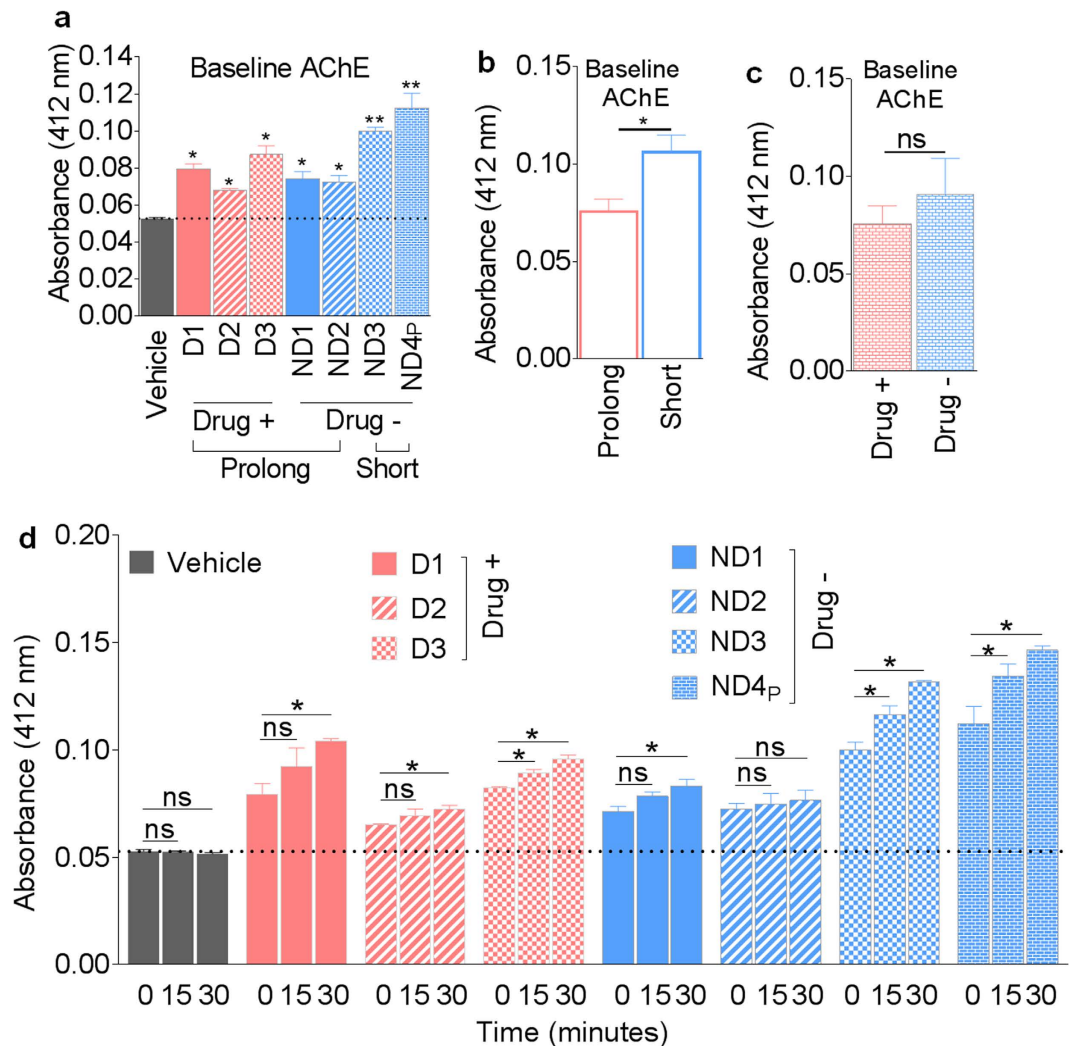 a
Absorbance (412 nm)
0.14
0.12
0.10
0.08
0.06
0.04
0.02
0.00
Baseline AChE
* * * * * ** **
Vehicle D1 D2 D3 ND1 ND2 ND3 ND4P
Drug + Drug -
Prolong Short
b
Absorbance (412 nm)
0.15
0.10
0.05
0.00
Baseline
AChE
*
Prolong Short
c
Absorbance (412 nm)
0.15
0.10
0.05
0.00
Baseline
AChE
ns
Drug + Drug -
d
Absorbance (412 nm)
0.20
0.15
0.10
0.05
0.00
Vehicle
D1
D2
D3
Drug +
ND1
ND2
ND3
ND4P
Drug -
ns
ns
*
ns
*
ns
*
*
*
ns
ns
ns
*
*
*
*
0 15 30 0 15 30 0 15 30 0 15 30 0 15 30 0 15 30 0 15 30 0 15 30
Time (minutes)